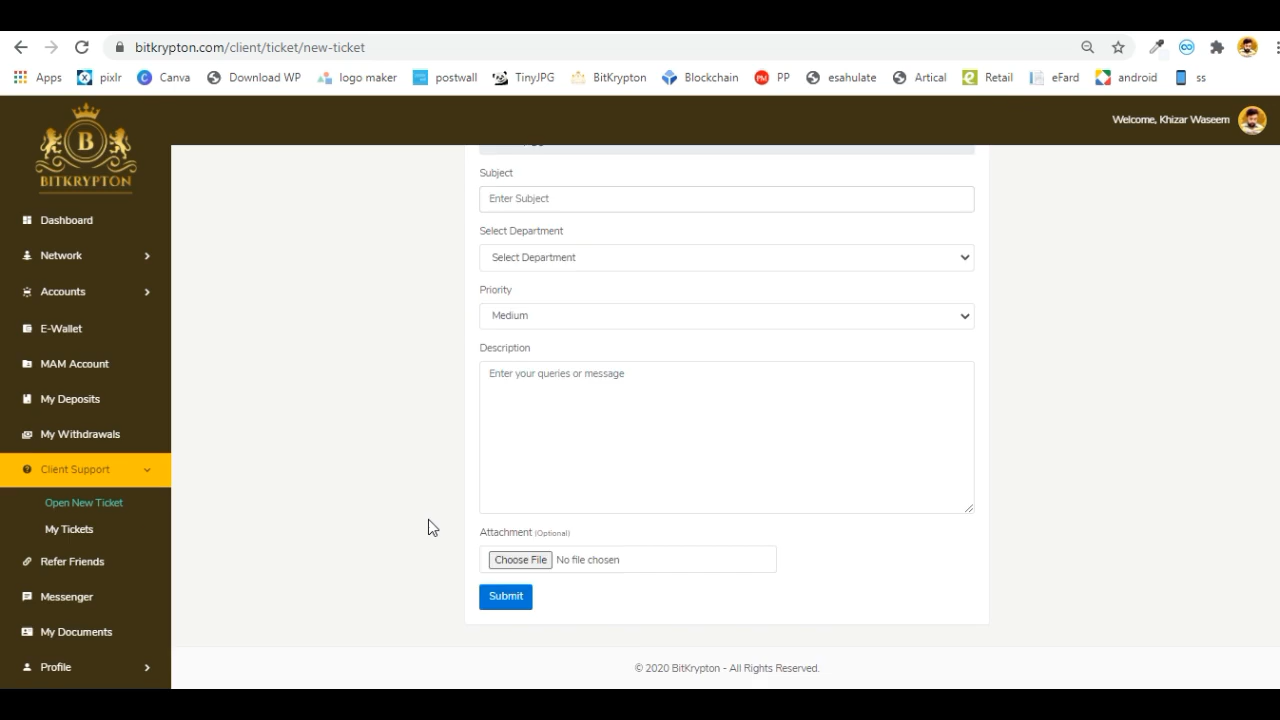 bitkrypton.com/client/ticket/new-ticket
Apps pixlr Canva Download WP logo maker postwall TinyJPG BitKrypton Blockchain PP esahulate Artical Retail eFard android ss
B
BITKRYPTON
Welcome, Khizar Waseem
Dashboard
Network
Accounts
E-Wallet
MAM Account
My Deposits
My Withdrawals
Client Support
Open New Ticket
My Tickets
Refer Friends
Messenger
My Documents
Profile
Subject
Enter Subject
Select Department
Select Department
Priority
Medium
Description
Enter your queries or message
Attachment (Optional)
Choose File No file chosen
Submit
© 2020 BitKrypton - All Rights Reserved.